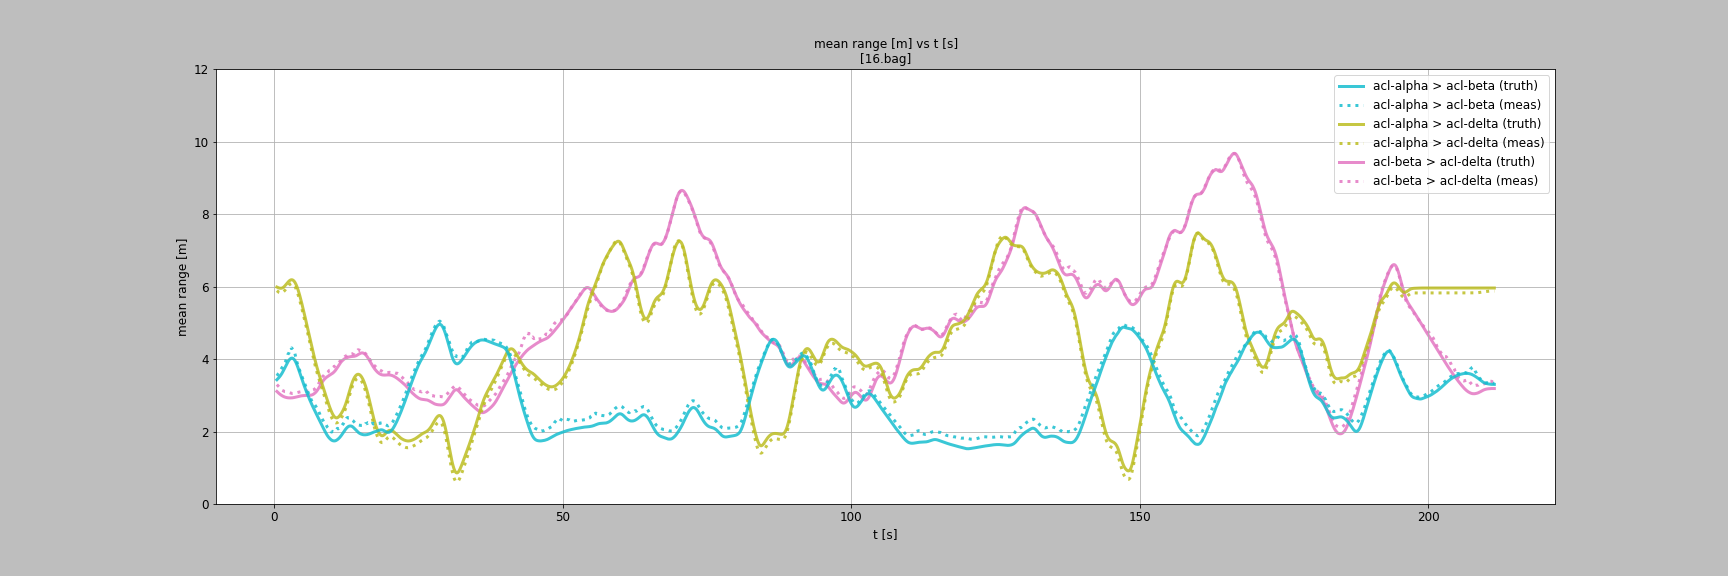 mean range [m] vs t [s]
[16.bag]
acl-alpha > acl-beta (truth)
acl-alpha > acl-beta (meas)
acl-alpha > acl-delta (truth)
acl-alpha > acl-delta (meas)
acl-beta > acl-delta (truth)
acl-beta > acl-delta (meas)
mean range [m]
12
10
8
6
4
2
0
0 50 100 150 200
t [s]